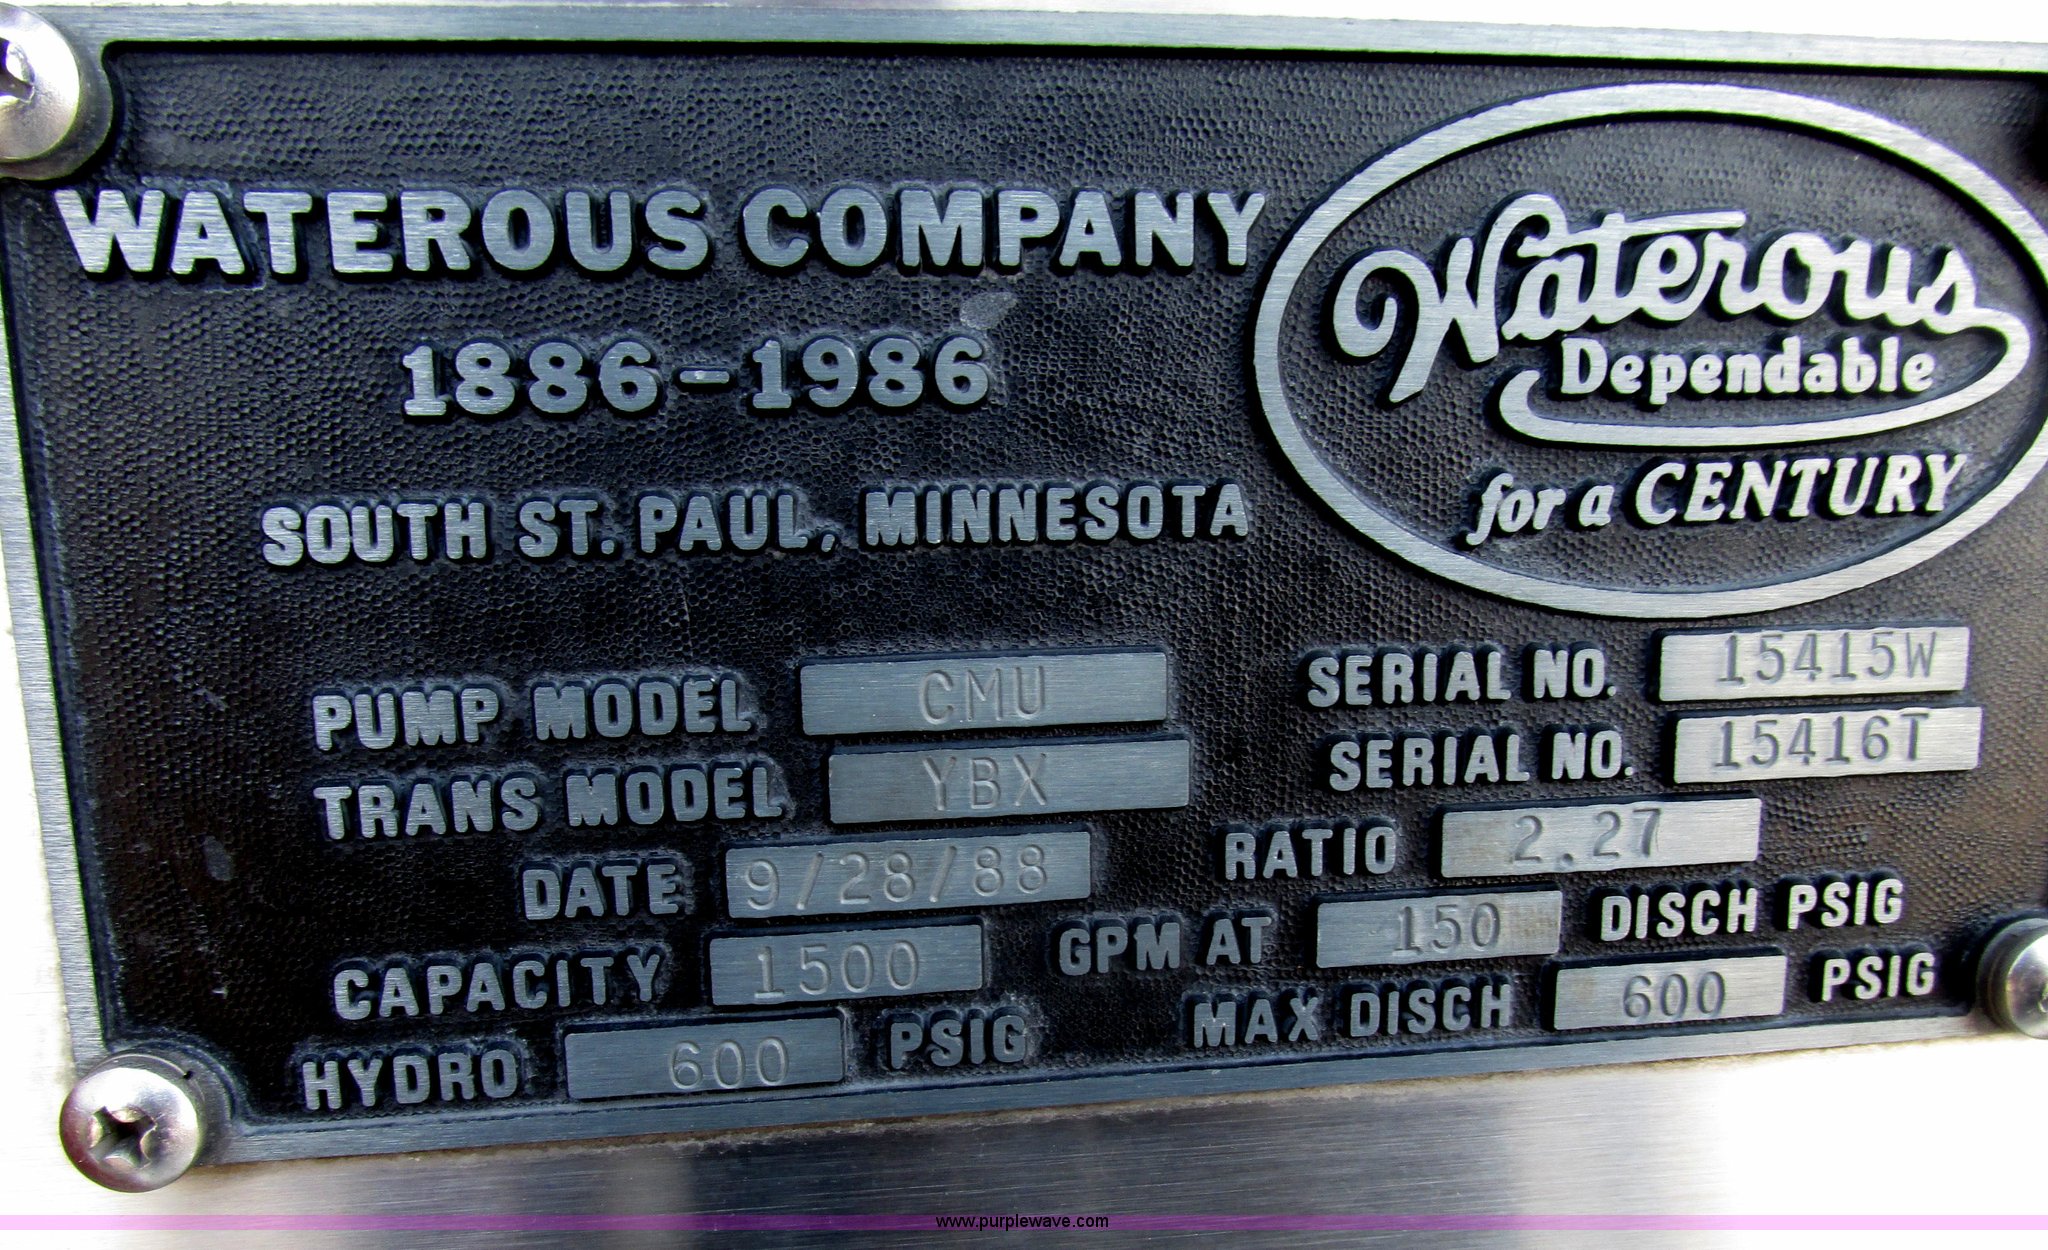 WATEROUS COMPANY
1886-1986
SOUTH ST. PAUL, MINNESOTA
Waterous
Dependable
for a CENTURY
PUMP MODEL CMU SERIAL NO. 15415W
TRANS MODEL YBX SERIAL NO. 15416T
DATE 9/28/88 RATIO 2.27
CAPACITY 1500 GPM AT 150 DISCH PSIG
HYDRO 600 PSIG MAX DISCH 600 PSIG
www.purplewave.com